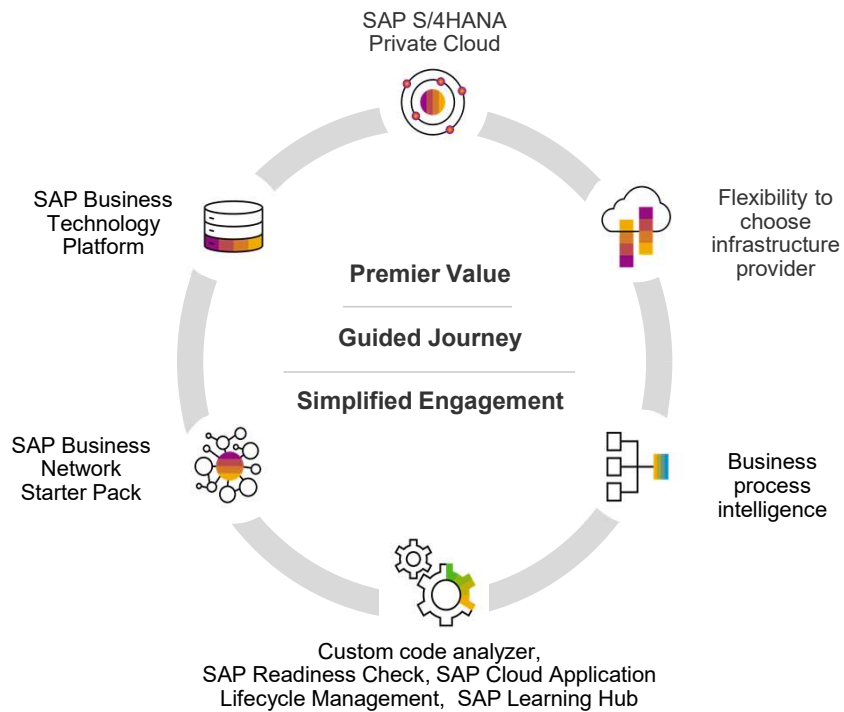 SAP S/4HANA
Private Cloud
SAP Business
Technology
Platform
Flexibility to
choose
infrastructure
provider
Premier Value
Guided Journey
Simplified Engagement
SAP Business
Network
Starter Pack
Business
process
intelligence
Custom code analyzer,
SAP Readiness Check, SAP Cloud Application
Lifecycle Management, SAP Learning Hub